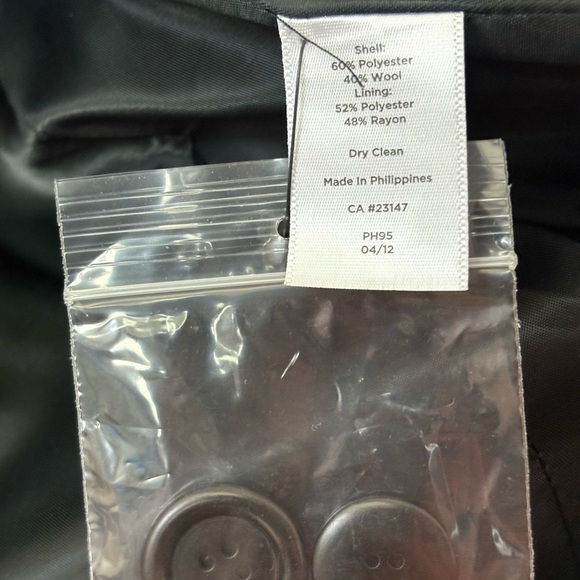 Shell:
60% Polyester
40% Wool
Lining:
52% Polyester
48% Rayon
Dry Clean
Made In Philippines
CA #23147
PH95
04/12